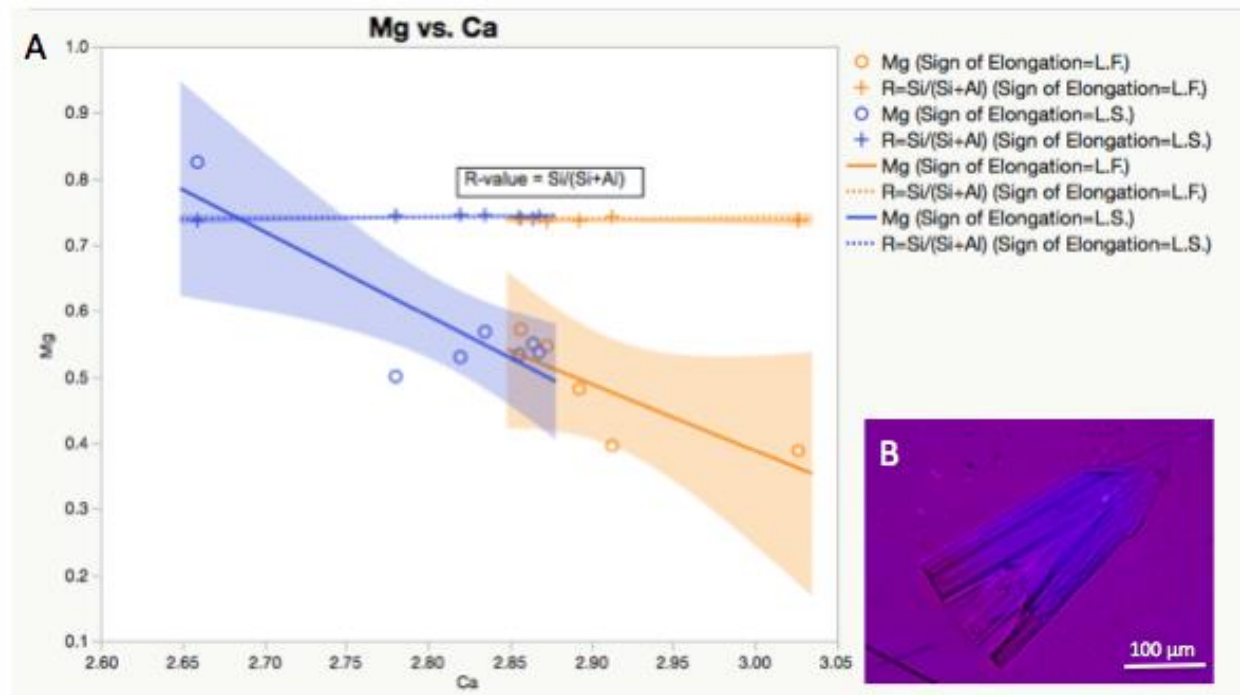 Mg vs. Ca
A
1.0
0.9
0.8
0.7
0.6
0.5
0.4
0.3
0.2
0.1
Mg
R-value = Si/(Si+Al)
2.60 2.65 2.70 2.75 2.80 2.85 2.90 2.95 3.00 3.05
Ca
Mg (Sign of Elongation=L.F.)
R=Si/(Si+Al) (Sign of Elongation=L.F.)
Mg (Sign of Elongation=L.S.)
R=Si/(Si+Al) (Sign of Elongation=L.S.)
Mg (Sign of Elongation=L.F.)
R=Si/(Si+Al) (Sign of Elongation=L.F.)
Mg (Sign of Elongation=L.S.)
R=Si/(Si+Al) (Sign of Elongation=L.S.)
B
100 µm